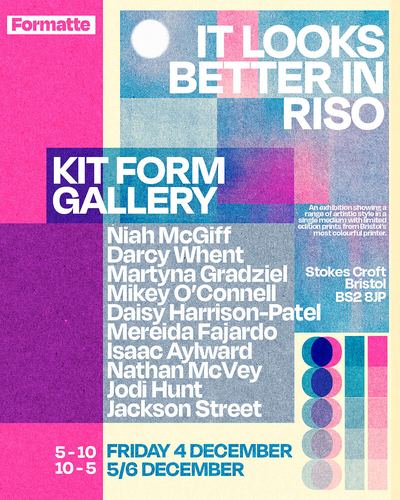 Formatte
IT LOOKS
BETTER IN
RISO
KIT FORM
GALLERY
An exhibition showing a
range of artistic style in a
single medium with limited
edition prints from Bristol's
most colourful printer.
Niah McGiff
Darcy Whent
Martyna Gradziel
Mikey O'Connell
Daisy Harrison-Patel
Mereida Fajardo
Isaac Aylward
Nathan McVey
Jodi Hunt
Jackson Street
Stokes Croft
Bristol
BS2 8JP
5 - 10 FRIDAY 4 DECEMBER
10 - 5 5/6 DECEMBER